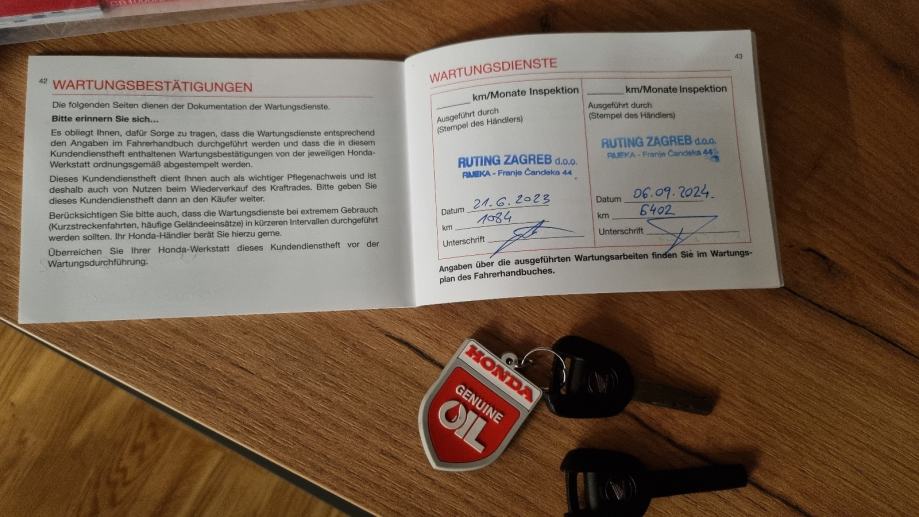 42 WARTUNGSBESTÄTIGUNGEN
Die folgenden Seiten dienen der Dokumentation der Wartungsdienste.
Bitte erinnern Sie sich...
Es obliegt Ihnen, dafür Sorge zu tragen, dass die Wartungsdienste entsprechend
den Angaben im Fahrerhandbuch durchgeführt werden und dass die in diesem
Kundendienstheft enthaltenen Wartungsbestätigungen von der jeweiligen Honda-
Werkstatt ordnungsgemäß abgestempelt werden.
Dieses Kundendienstheft dient Ihnen auch als wichtiger Pflegenachweis und ist
deshalb auch von Nutzen beim Wiederverkauf des Kraftrades. Bitte geben Sie
dieses Kundendienstheft dann an den Käufer weiter.
Berücksichtigen Sie bitte auch, dass die Wartungsdienste bei extremem Gebrauch
(Kurzstreckenfahrten, häufige Geländeeinsätze) in kürzeren Intervallen durchgeführt
werden sollten. Ihr Honda-Händler berät Sie hierzu gerne.
Überreichen Sie Ihrer Honda-Werkstatt dieses Kundendienstheft vor der
Wartungsdurchführung.
43
WARTUNGSDIENSTE
km/Monate Inspektion
Ausgeführt durch
(Stempel des Händlers)
RUTING ZAGREB d.o.o.
RIJEKA - Franje Čandeka 44
Datum 21.6.2023
km 1084
Unterschrift
km/Monate Inspektion
Ausgeführt durch
(Stempel des Händlers)
RUTING ZAGREB d.o.o.
RIJEKA - Franje Čandeka 44
Datum 06.09.2024.
km 6402
Unterschrift
Angaben über die ausgeführten Wartungsarbeiten finden Sie im Wartungs-
plan des Fahrerhandbuches.
HONDA
GENUINE
OIL